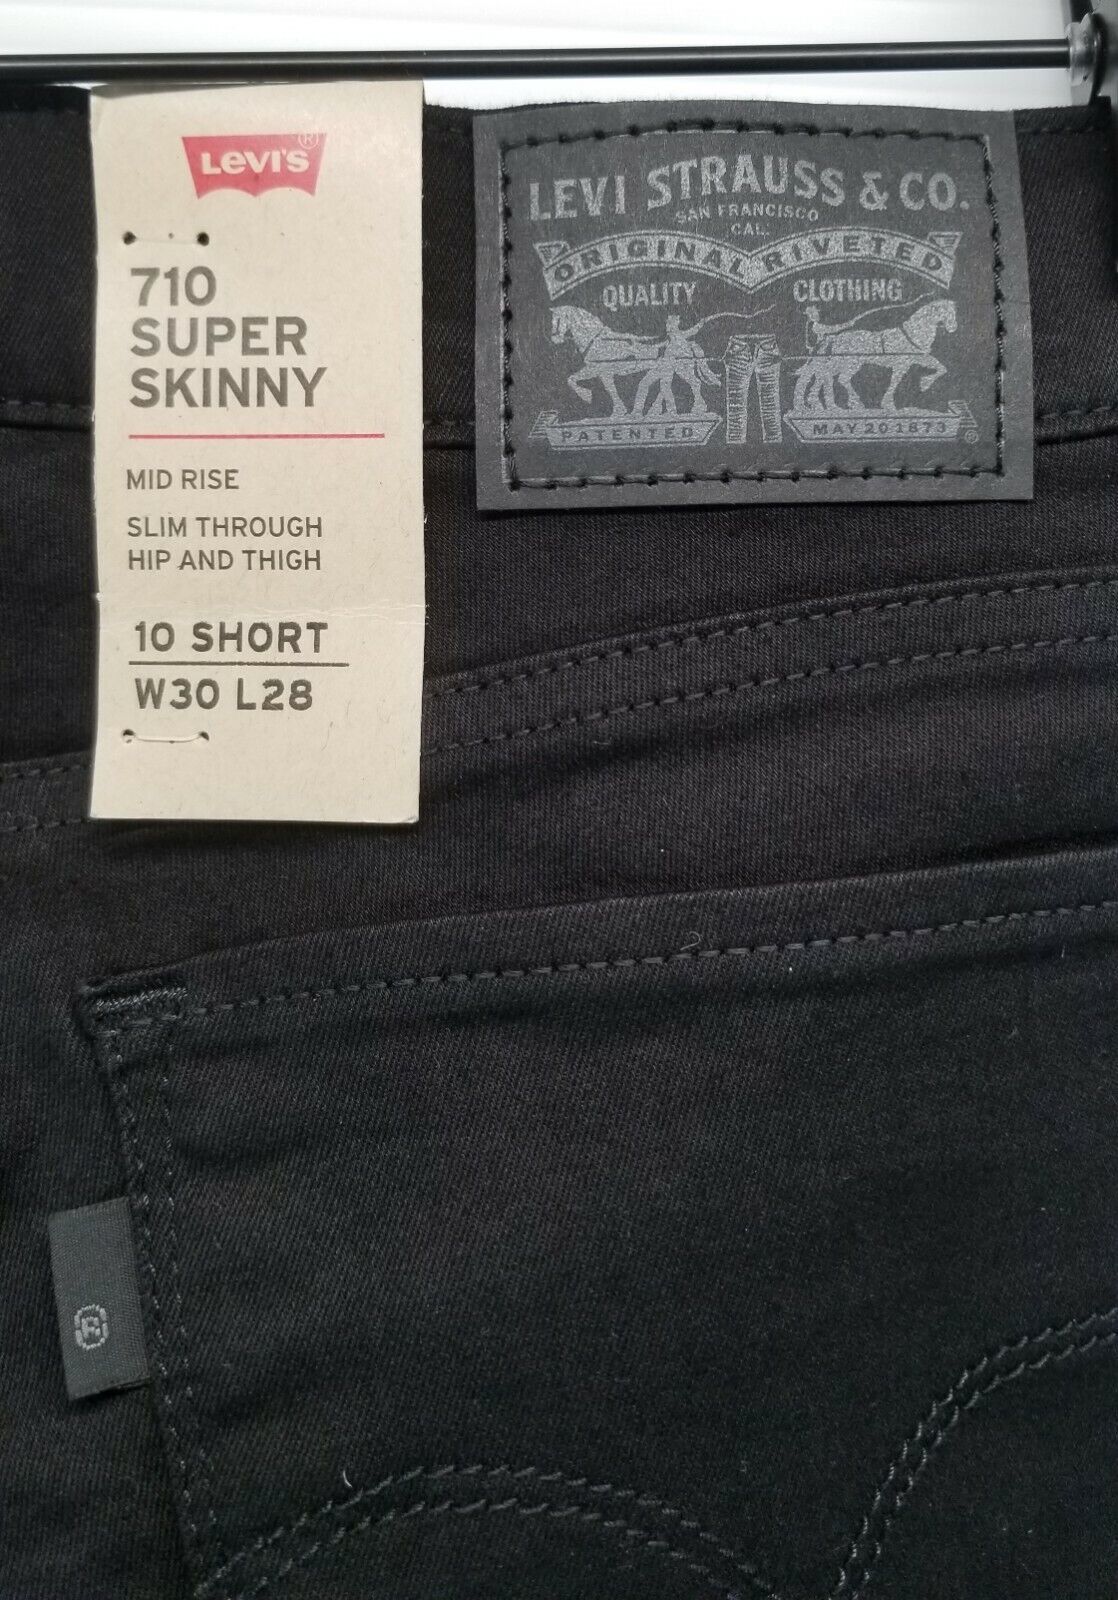 LEVI'S ®
710
SUPER
SKINNY
MID RISE
SLIM THROUGH
HIP AND THIGH
10 SHORT
W30 L28
LEVI STRAUSS & CO.
SAN FRANCISCO
CAL.
ORIGINAL RIVETED
QUALITY CLOTHING
PATENTED MAY 20 1873 ®
®